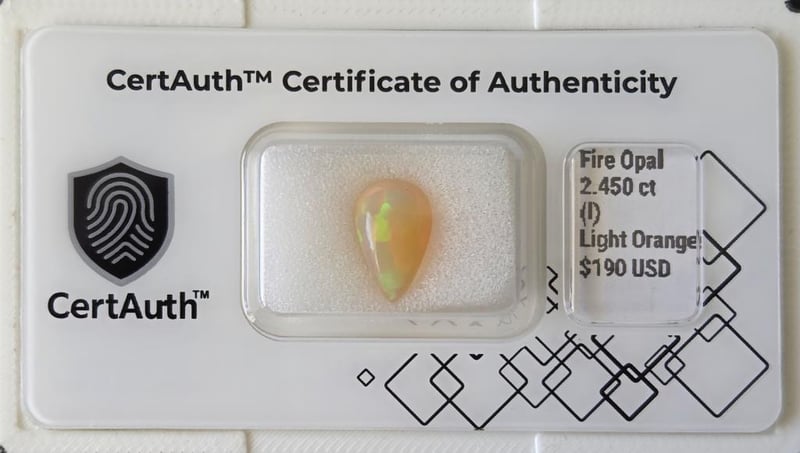 CertAuth™ Certificate of Authenticity
CertAuth™
Fire Opal
2.450 ct
(I)
Light Orange
$190 USD